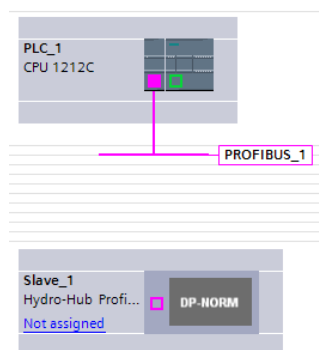 PLC_1
CPU 1212C
PROFIBUS_1
Slave_1
Hydro-Hub Profi...
DP-NORM
Not assigned